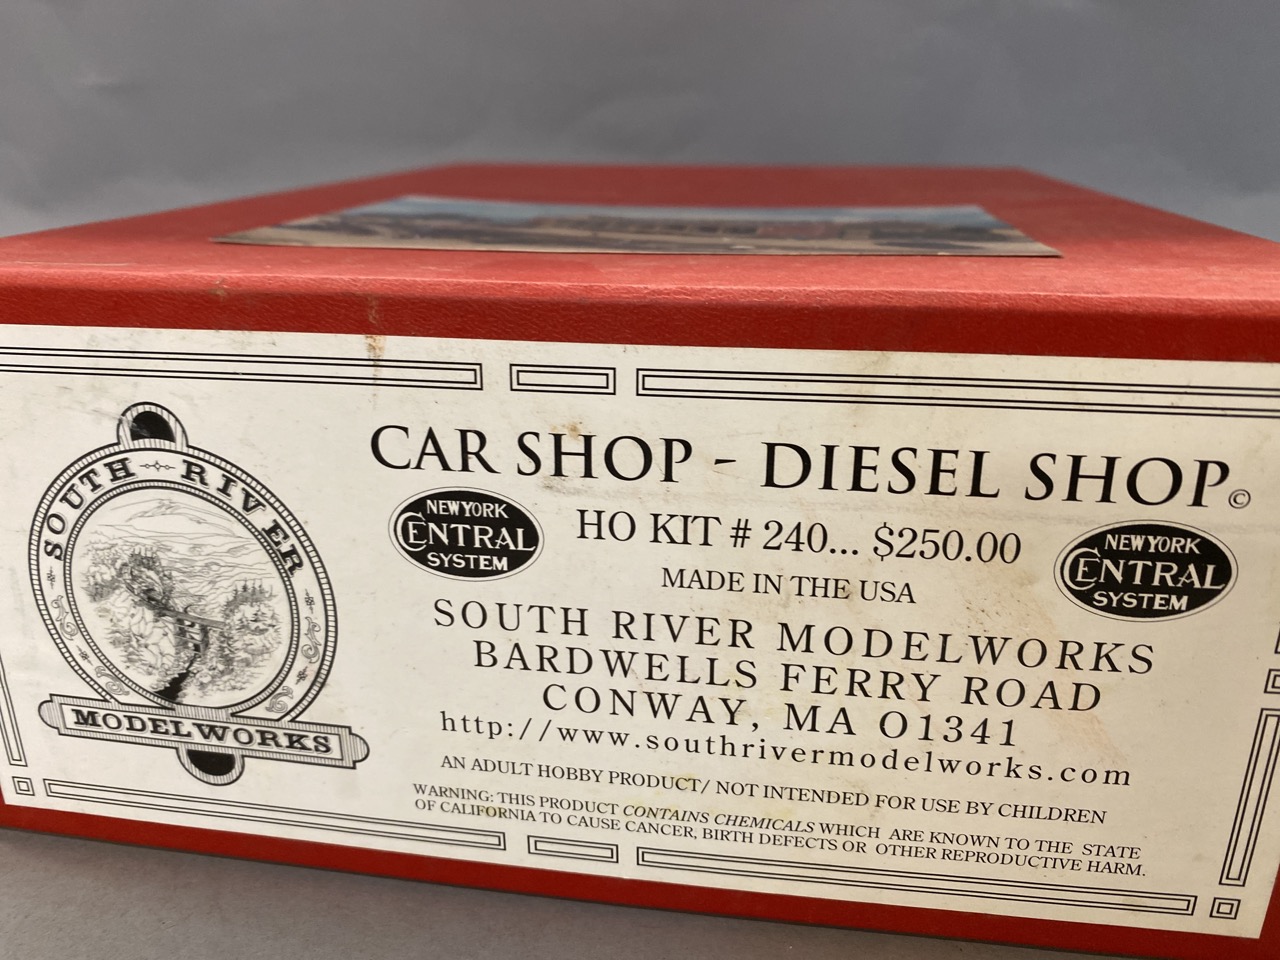 SOUTH RIVER
MODELWORKS
CAR SHOP - DIESEL SHOP©
NEW YORK
CENTRAL
SYSTEM
HO KIT # 240... $250.00
NEW YORK
CENTRAL
SYSTEM
MADE IN THE USA
SOUTH RIVER MODELWORKS
BARDWELLS FERRY ROAD
CONWAY, MA 01341
http://www.southrivermodelworks.com
AN ADULT HOBBY PRODUCT/ NOT INTENDED FOR USE BY CHILDREN
WARNING: THIS PRODUCT CONTAINS CHEMICALS WHICH ARE KNOWN TO THE STATE
OF CALIFORNIA TO CAUSE CANCER, BIRTH DEFECTS OR OTHER REPRODUCTIVE HARM.